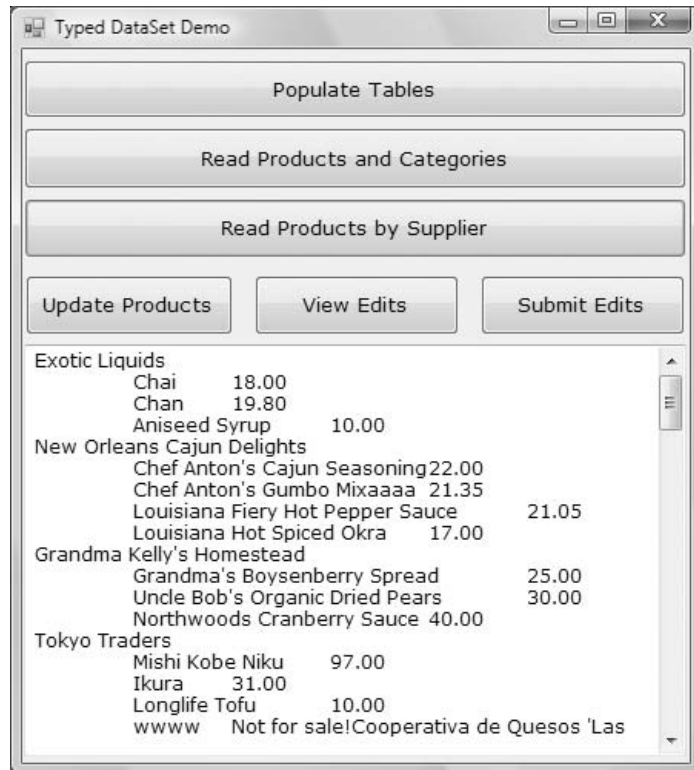 Typed DataSet Demo
Populate Tables
Read Products and Categories
Read Products by Supplier
Update Products
View Edits
Submit Edits
Exotic Liquids
Chai 18.00
Chan 19.80
Aniseed Syrup 10.00
New Orleans Cajun Delights
Chef Anton's Cajun Seasoning22.00
Chef Anton's Gumbo Mixaaaa 21.35
Louisiana Fiery Hot Pepper Sauce 21.05
Louisiana Hot Spiced Okra 17.00
Grandma Kelly's Homestead
Grandma's Boysenberry Spread 25.00
Uncle Bob's Organic Dried Pears 30.00
Northwoods Cranberry Sauce 40.00
Tokyo Traders
Mishi Kobe Niku 97.00
Ikura 31.00
Longlife Tofu 10.00
wwww Not for sale!Cooperativa de Quesos 'Las